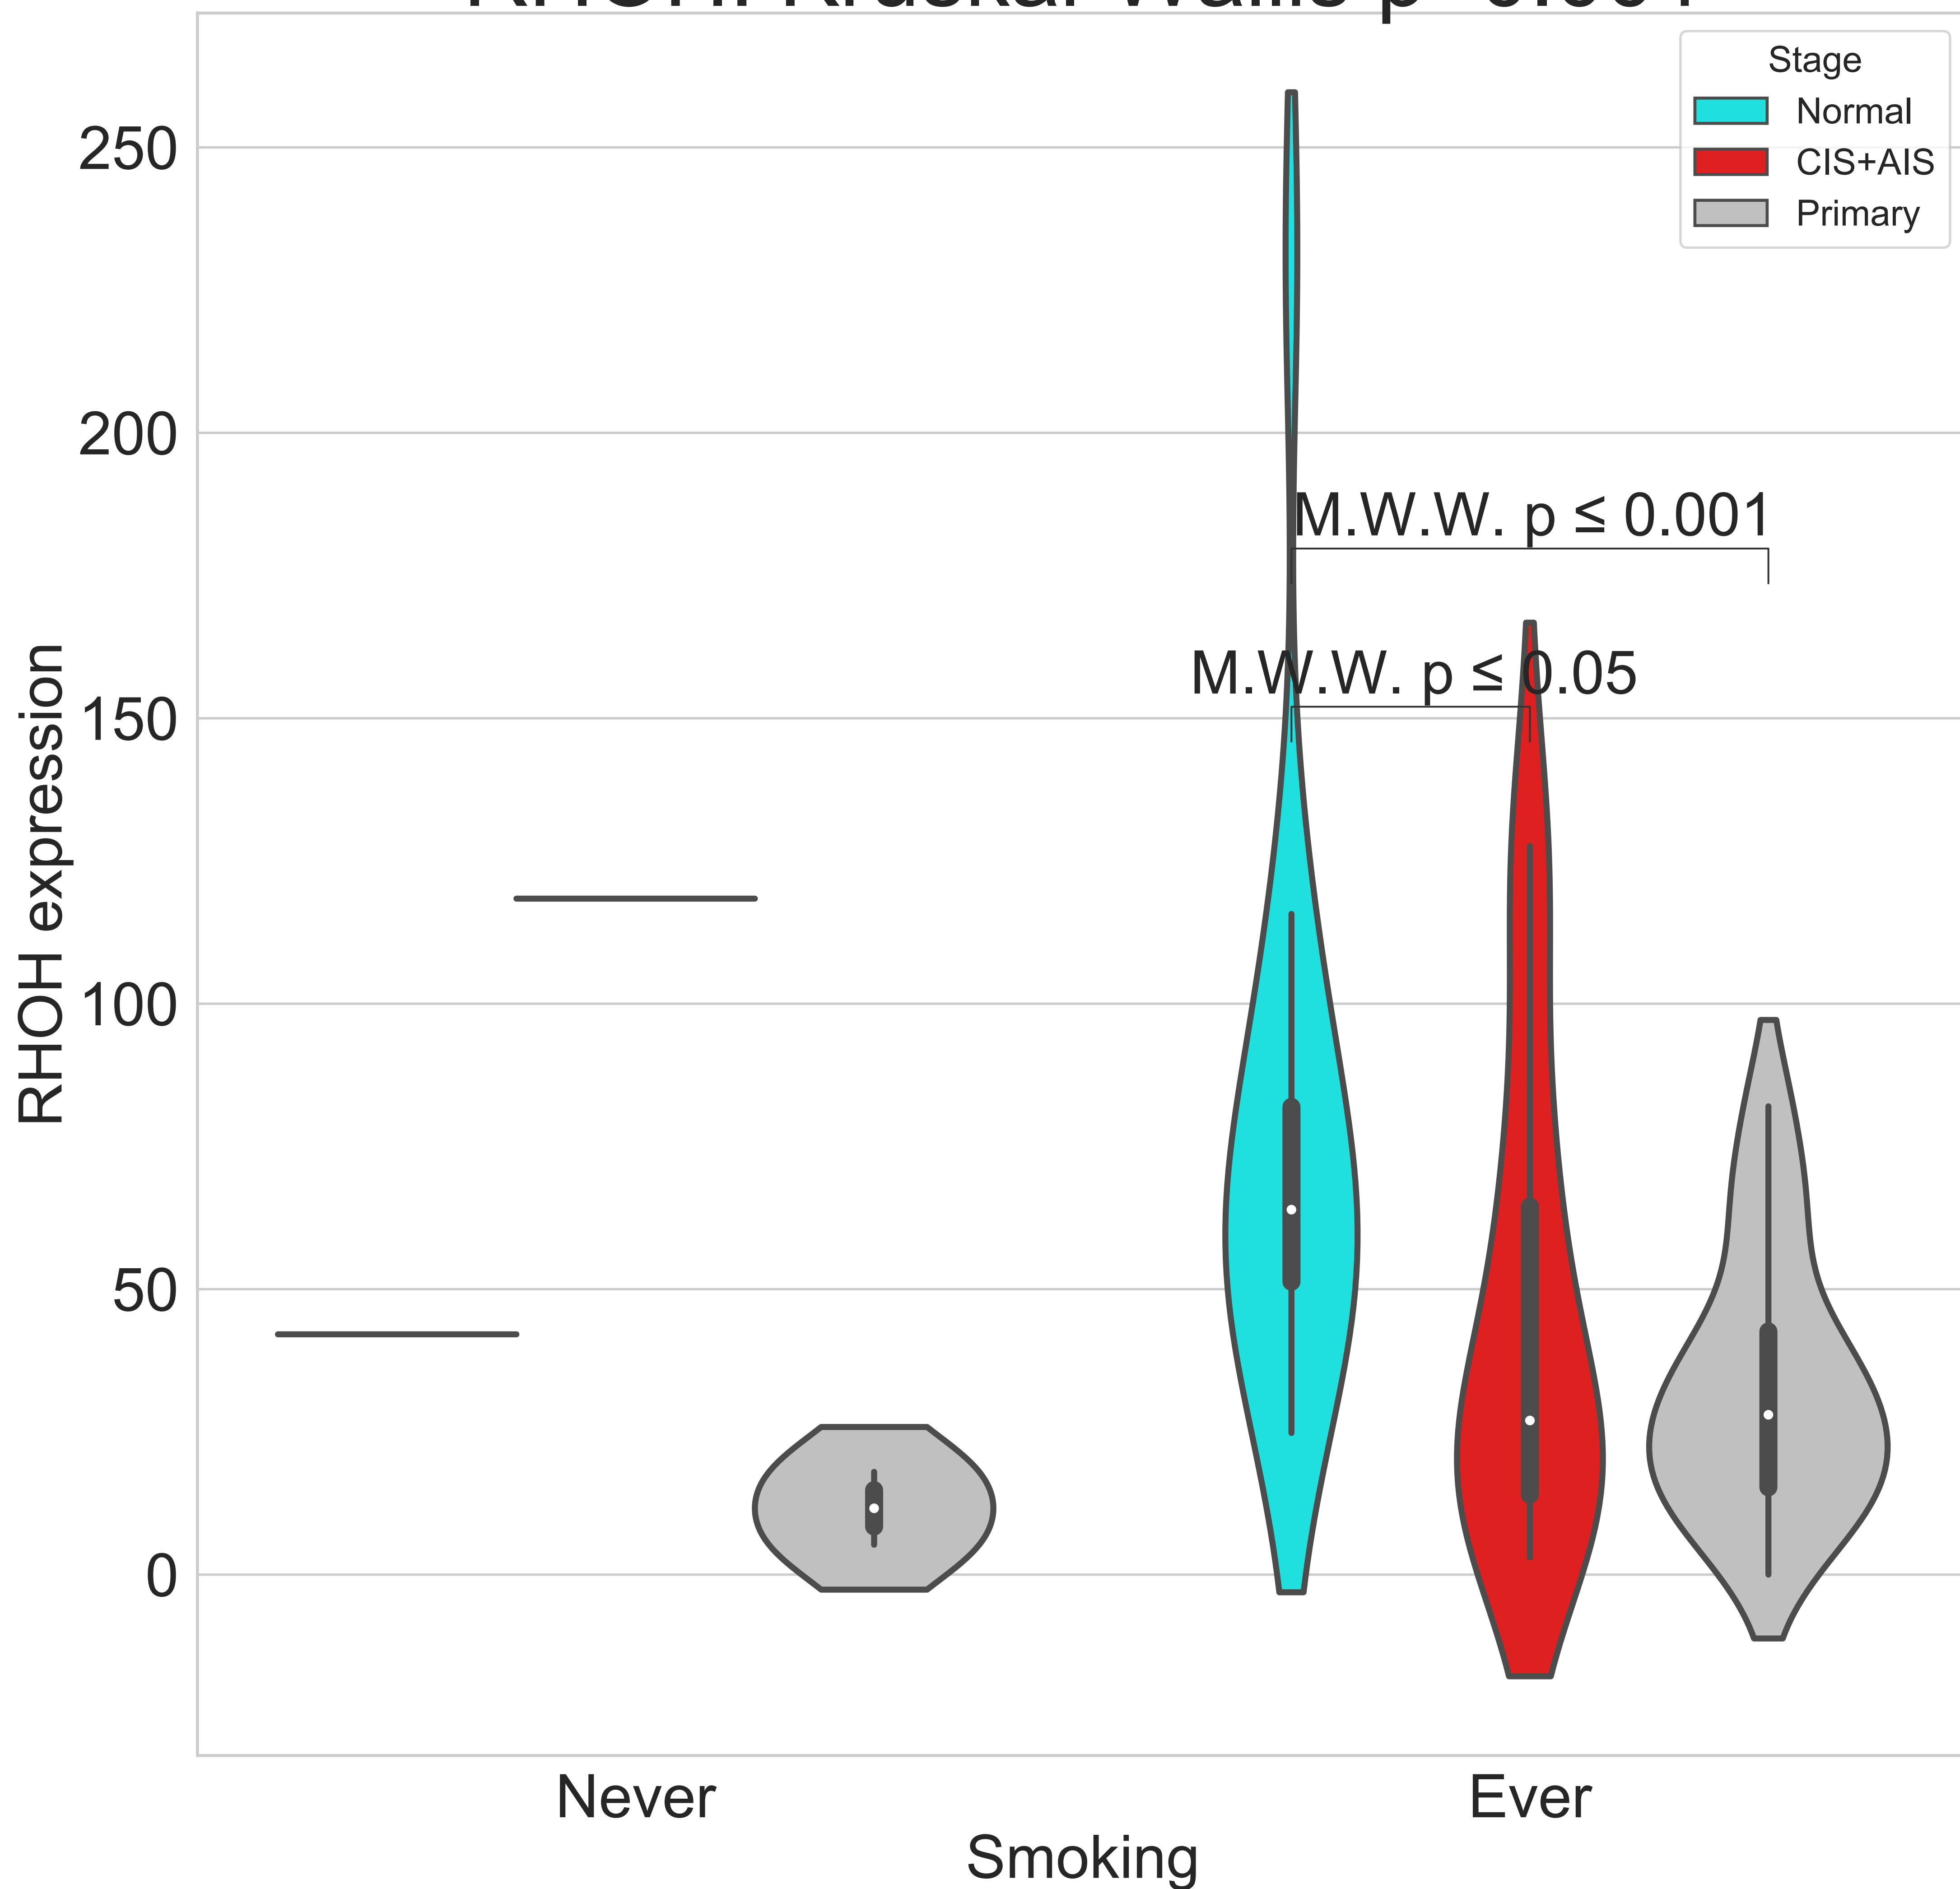 Stage
Normal
CIS+AIS
Primary
250
200
150
100
50
0
RHOH expression
M.W.W. p ≤ 0.001
M.W.W. p ≤ 0.05
Never
Ever
Smoking